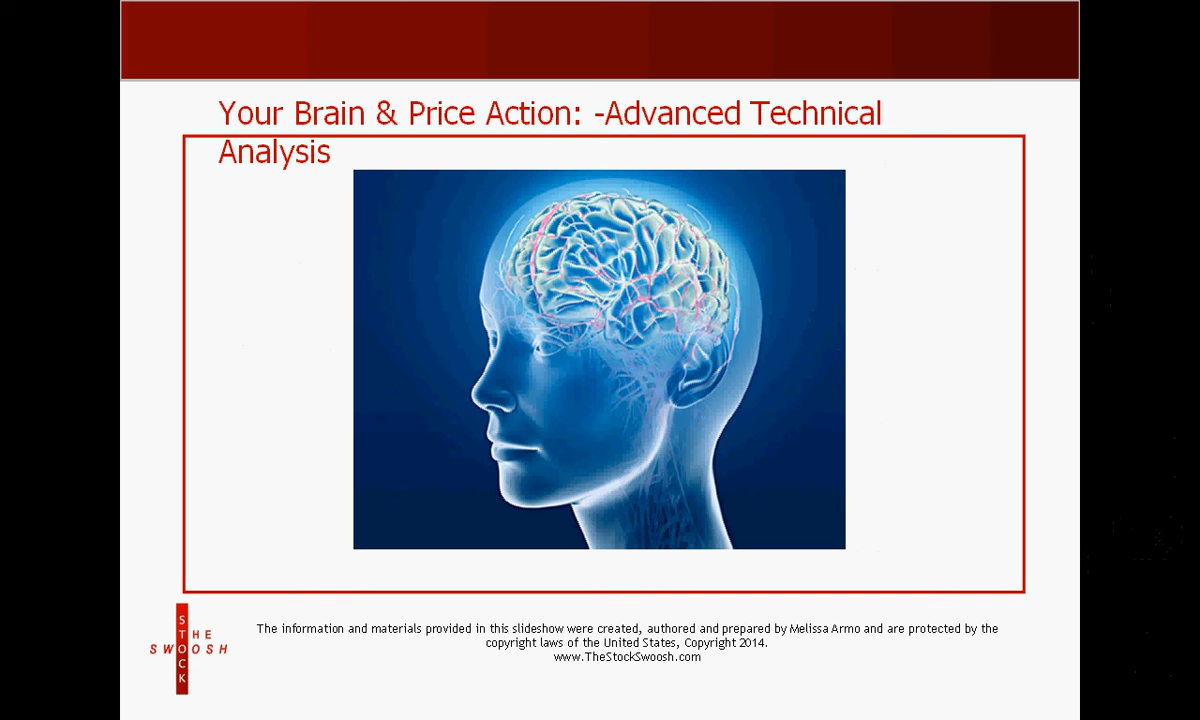 Your Brain & Price Action: -Advanced Technical
Analysis
STOCK
THE
SWOOSH
The information and materials provided in this slideshow were created, authored and prepared by Melissa Armo and are protected by the
copyright laws of the United States, Copyright 2014.
www.TheStockSwoosh.com